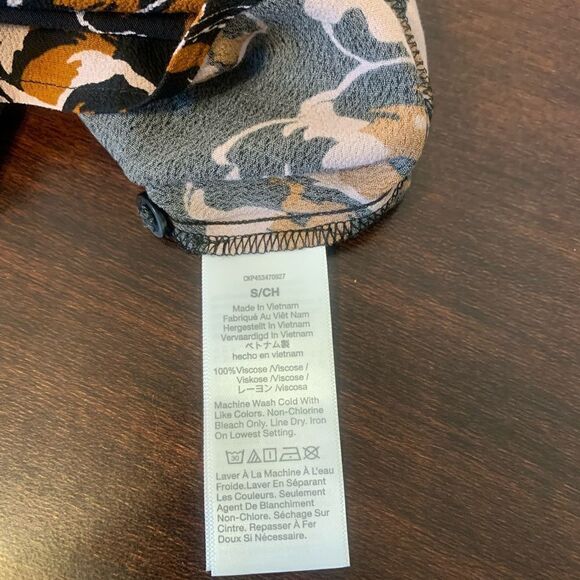 CKP453470927
S/CH
Made In Vietnam
Fabriqué Au Viêt Nam
Hergestellt In Vietnam
Vervaardigd In Vietnam
ベトナム製
hecho en vietnam
100%Viscose /Viscose /
Viskose /Viscose /
レーヨン /viscosa
Machine Wash Cold With
Like Colors. Non-Chlorine
Bleach Only. Line Dry. Iron
On Lowest Setting.
30
Laver À La Machine À L'eau
Froide.Laver En Séparant
Les Couleurs. Seulement
Agent De Blanchiment
Non-Chlore. Séchage Sur
Cintre. Repasser À Fer
Doux Si Nécessaire.